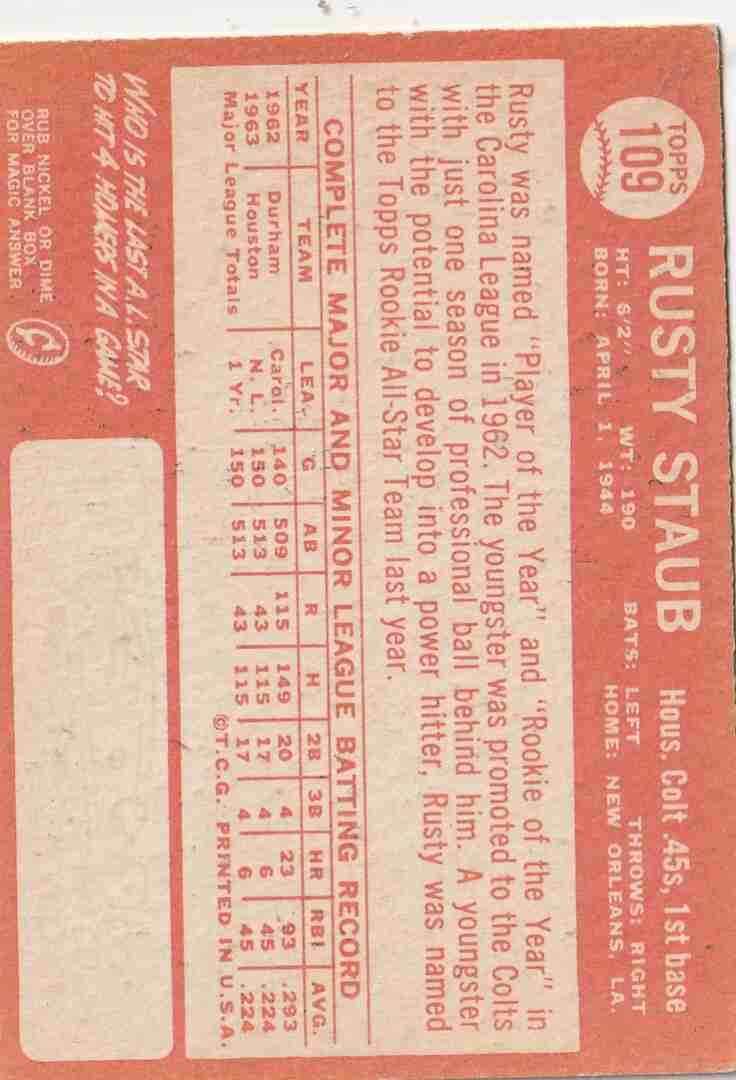 TOPPS
109
RUSTY STAUB
Hous. Colt .45s, 1st base
HT: 6'2" WT: 190 BATS: LEFT THROWS: RIGHT
BORN: APRIL 1, 1944 HOME: NEW ORLEANS, LA.
Rusty was named "Player of the Year" and "Rookie of the Year" in
the Carolina League in 1962. The youngster was promoted to the Colts
with just one season of professional ball behind him. A youngster
with the potential to develop into a power hitter, Rusty was named
to the Topps Rookie All-Star Team last year.
COMPLETE MAJOR AND MINOR LEAGUE BATTING RECORD
YEAR TEAM LEA. G AB R H 2B 3B HR RBI AVG.
1962 Durham Carol. 140 509 115 149 20 4 23 93 .293
1963 Houston N. L. 150 513 43 115 17 4 6 45 .224
Major League Totals 1 Yr. 150 513 43 115 17 4 6 45 .224
©T.C.G. PRINTED IN U.S.A.
WHO IS THE LAST A.L. STAR
TO HIT 4 HOMERS IN A GAME?
RUB NICKEL OR DIME
OVER BLANK BOX
FOR MAGIC ANSWER